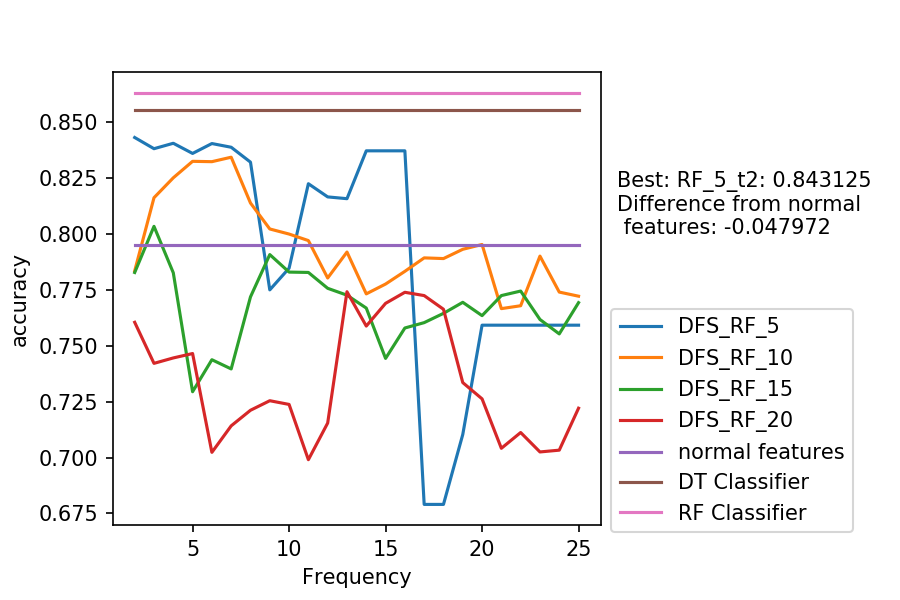 0.850
0.825
0.800
0.775
0.750
0.725
0.700
0.675
accuracy
5 10 15 20 25
Frequency
Best: RF_5_t2: 0.843125
Difference from normal
features: -0.047972
DFS_RF_5
DFS_RF_10
DFS_RF_15
DFS_RF_20
normal features
DT Classifier
RF Classifier